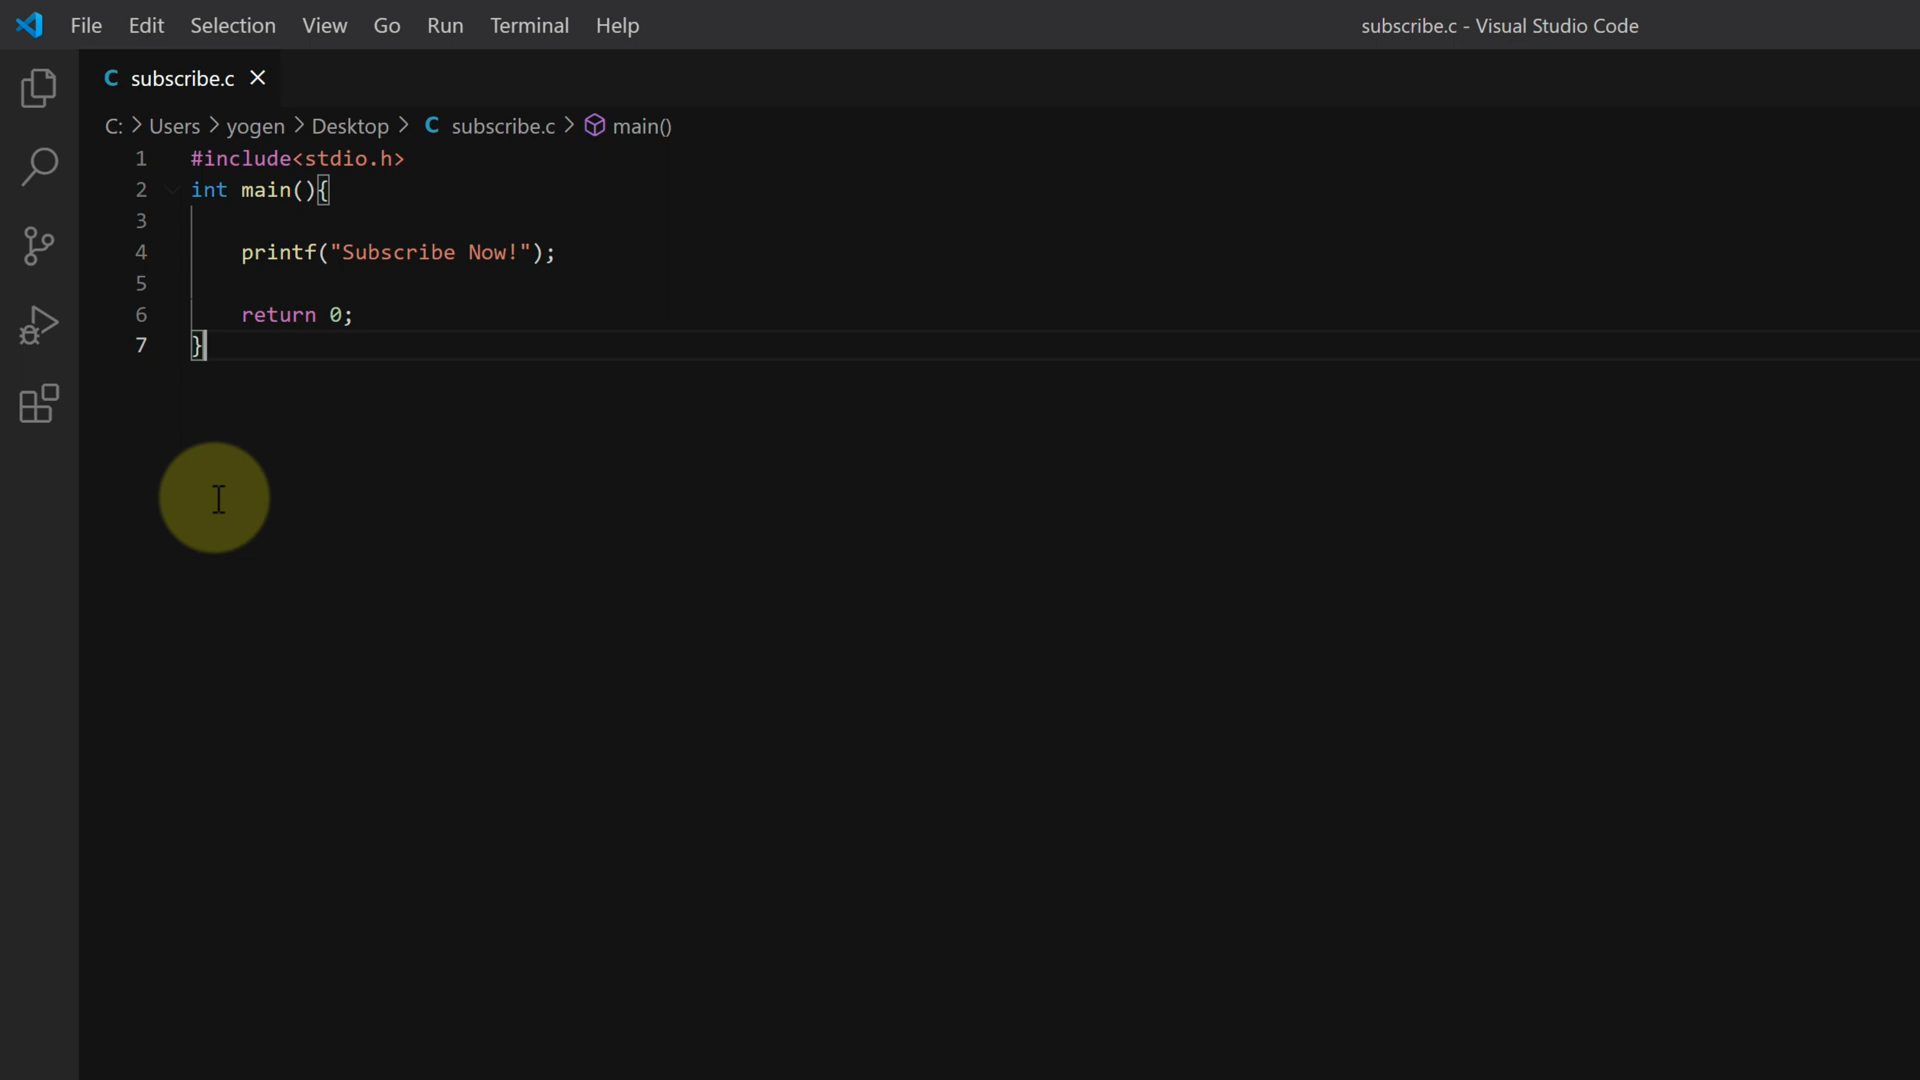 File Edit Selection View Go Run Terminal Help subscribe.c - Visual Studio Code
C subscribe.c
C: > Users > yogen > Desktop > C subscribe.c > main()
1 #include<stdio.h>
2 int main(){
3
4 printf("Subscribe Now!");
5
6 return 0;
7 }